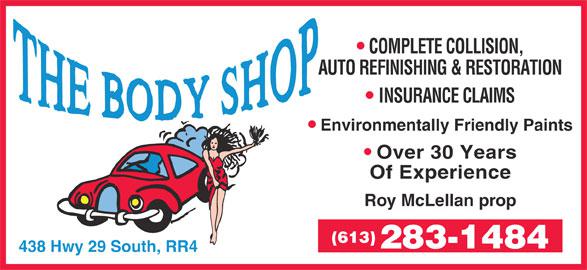 THE BODY SHOP
438 Hwy 29 South, RR4
• COMPLETE COLLISION,
AUTO REFINISHING & RESTORATION
• INSURANCE CLAIMS
• Environmentally Friendly Paints
• Over 30 Years
Of Experience
Roy McLellan prop
(613) 283-1484